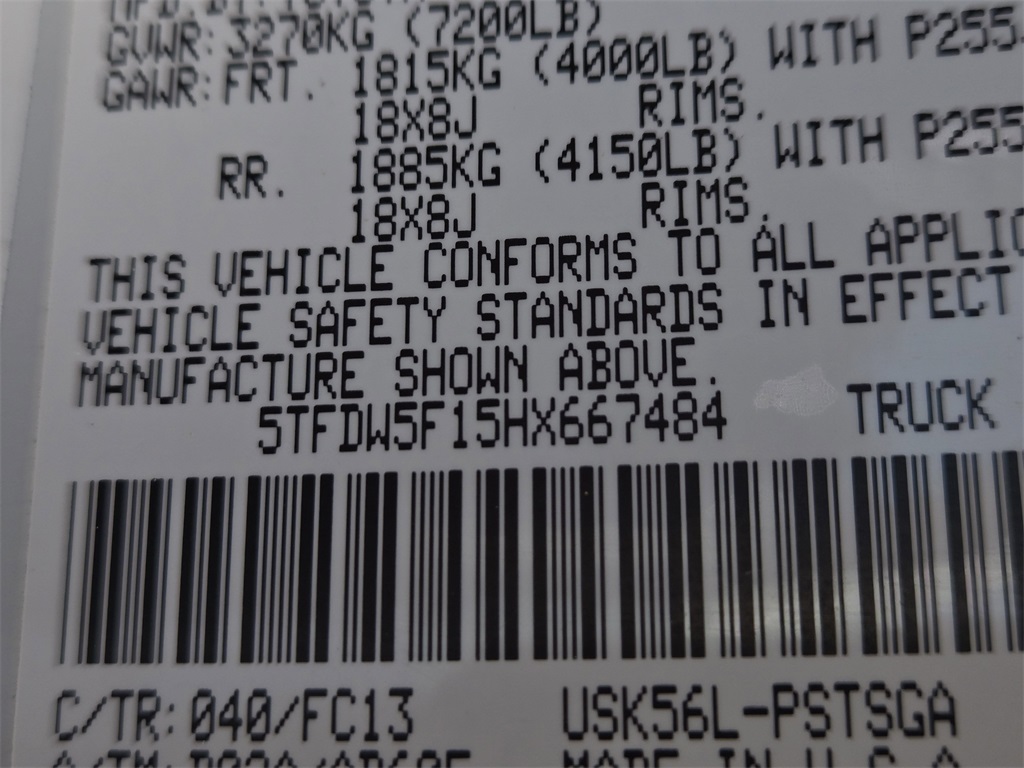 GVWR: 3270KG (7200LB)
GAWR: FRT. 1815KG (4000LB) WITH P255
18X8J RIMS.
RR. 1885KG (4150LB) WITH P255
18X8J RIMS.
THIS VEHICLE CONFORMS TO ALL APPLIC
VEHICLE SAFETY STANDARDS IN EFFECT
MANUFACTURE SHOWN ABOVE.
5TFDW5F15HX667484 TRUCK
C/TR: 040/FC13 USK56L-PSTSGA
MADE IN U.S.A